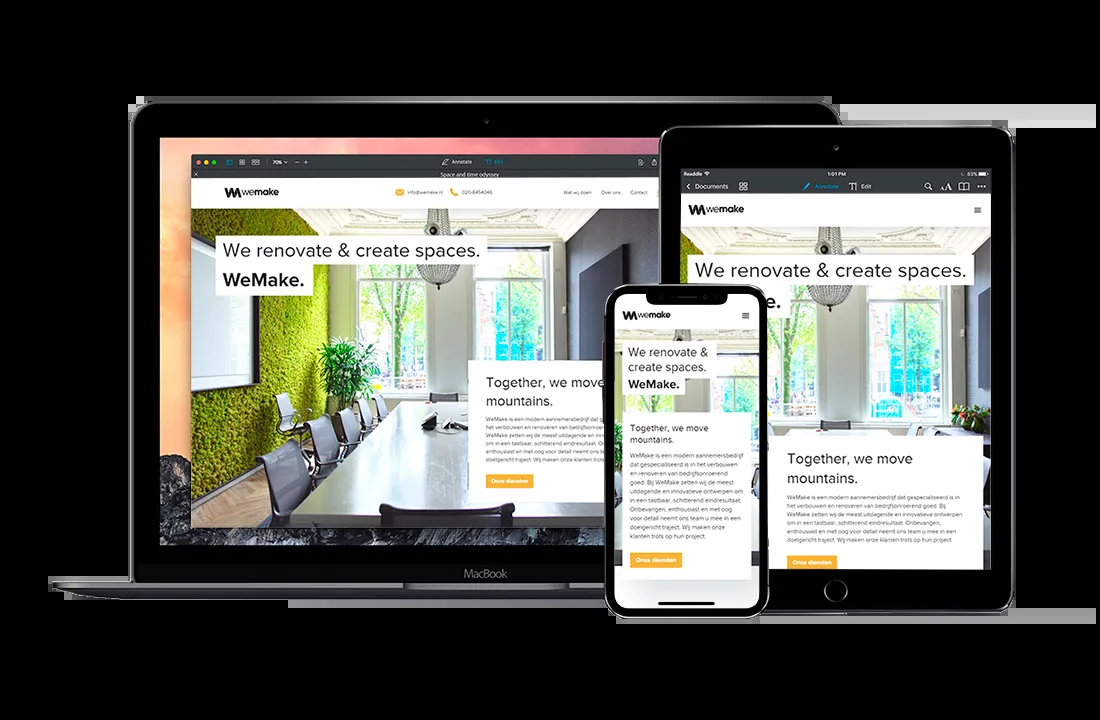 70%
Annotate
Edit
Space and time odyssey
wemake
info@wemake.nl
020-8454046
Wat wij doen
Over ons
Contact
We renovate & create spaces.
WeMake.
Together, we move
mountains.
WeMake is een modern aannemersbedrijf dat
het verbouwen en renoveren van bedrijfsonroerend
WeMake zetten wij de meest uitdagende en innovatieve
om in een tastbaar, schitterend eindresultaat.
enthousiast en met oog voor detail neemt ons
doelgericht traject. Wij maken onze klanten trots
Onze diensten
MacBook
wemake
We renovate &
create spaces.
WeMake.
Together, we move
mountains.
WeMake is een modern aannemersbedrijf
dat gespecialiseerd is in het verbouwen
en renoveren van bedrijfsonroerend
goed. Bij WeMake zetten wij de meest
uitdagende en innovatieve ontwerpen om
in een tastbaar, schitterend eindresultaat.
Onbevangen, enthousiast en met oog
voor detail neemt ons team u mee in een
doelgericht traject. Wij maken onze
klanten trots op hun project.
Onze diensten
Readdle
1:01 PM
83%
Documents
Annotate
Edit
AA
wemake
We renovate & create spaces.
e.
Together, we move
mountains.
WeMake is een modern aannemersbedrijf dat gespecialiseerd is in
het verbouwen en renoveren van bedrijfsonroerend goed. Bij
WeMake zetten wij de meest uitdagende en innovatieve ontwerpen
om in een tastbaar, schitterend eindresultaat. Onbevangen,
enthousiast en met oog voor detail neemt ons team u mee in een
doelgericht traject. Wij maken onze klanten trots op hun project.
Onze diensten